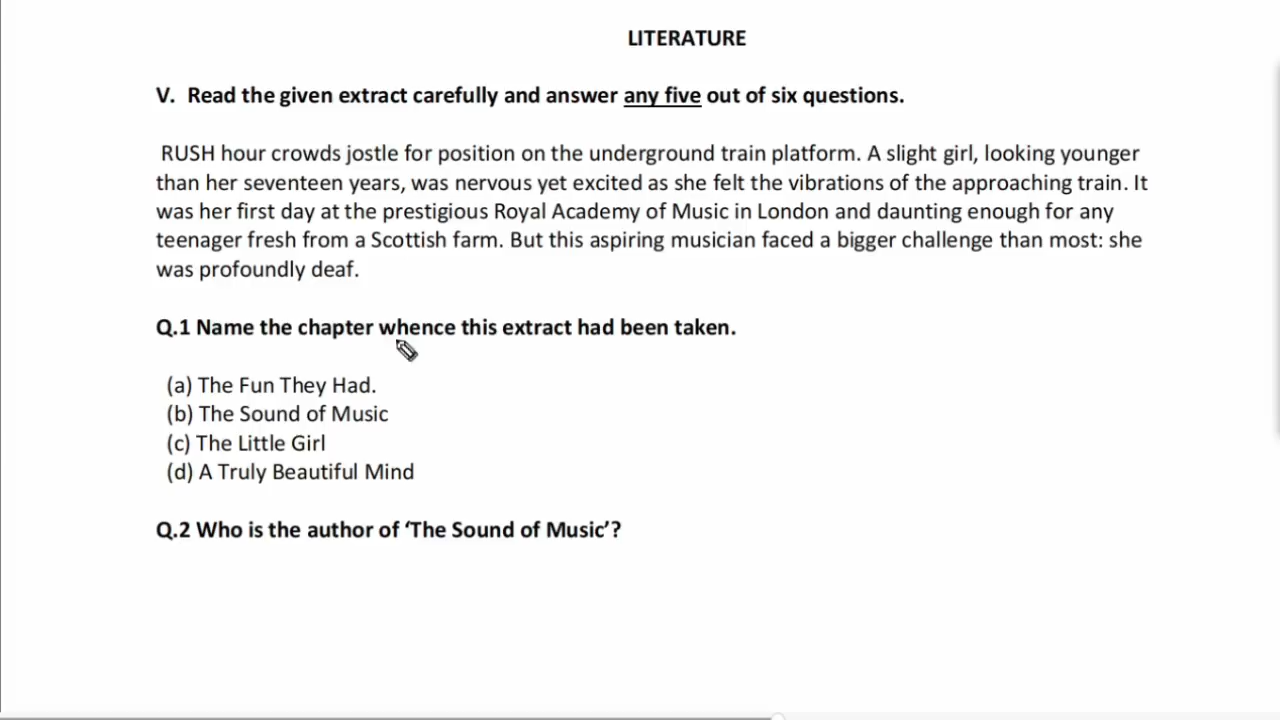 LITERATURE
V. Read the given extract carefully and answer any five out of six questions.
RUSH hour crowds jostle for position on the underground train platform. A slight girl, looking younger
than her seventeen years, was nervous yet excited as she felt the vibrations of the approaching train. It
was her first day at the prestigious Royal Academy of Music in London and daunting enough for any
teenager fresh from a Scottish farm. But this aspiring musician faced a bigger challenge than most: she
was profoundly deaf.
Q.1 Name the chapter whence this extract had been taken.
(a) The Fun They Had.
(b) The Sound of Music
(c) The Little Girl
(d) A Truly Beautiful Mind
Q.2 Who is the author of ‘The Sound of Music’?